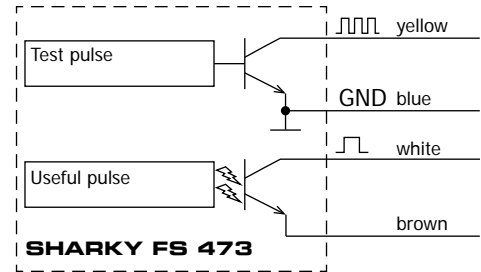 yellow
Test pulse
GND blue
white
Useful pulse
brown
SHARKY FS 473